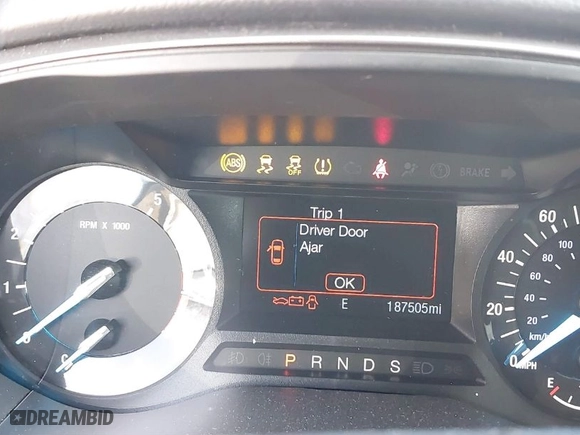 ABS
OFF
BRAKE
5
2
1
0
RPM X 1000
C
Trip 1
Driver Door
Ajar
OK
E
187505mi
P R N D S
60
40
20
0
MPH
100
80
60
40
20
km/h
E
DREAMBID